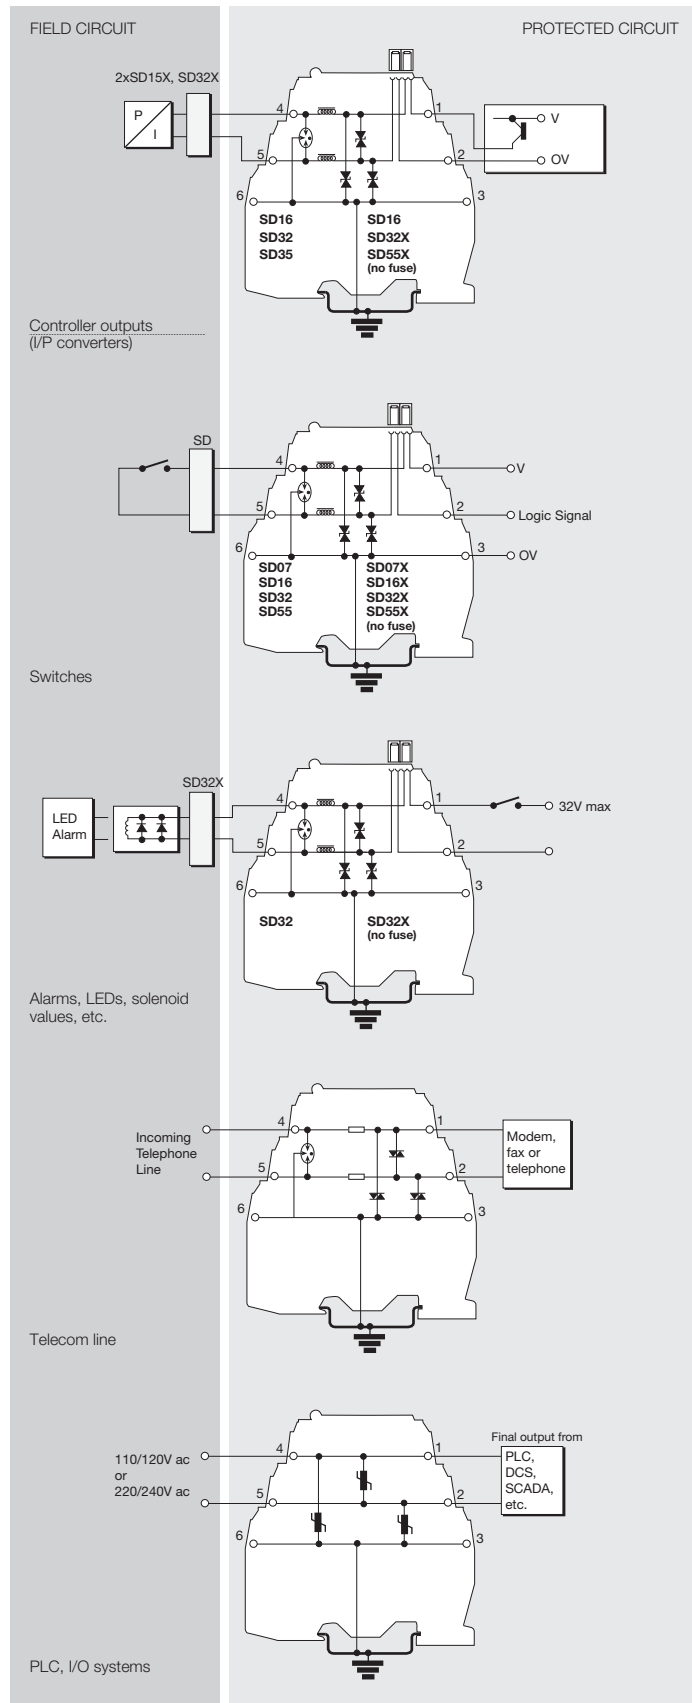 FIELD CIRCUIT
PROTECTED CIRCUIT
2xSD15X, SD32X
P
I
4
1
V
5
2
OV
6
3
SD16
SD16
SD32
SD32X
SD35
SD55X
(no fuse)
Controller outputs
(I/P converters)
SD
4
1
V
5
2
Logic Signal
6
3
OV
SD07
SD07X
SD16
SD16X
SD32
SD32X
SD55
SD55X
(no fuse)
Switches
SD32X
4
1
32V max
LED
Alarm
5
2
6
3
SD32
SD32X
(no fuse)
Alarms, LEDs, solenoid
values, etc.
4
1
Incoming
Telephone
Line
Modem,
fax or
telephone
5
2
6
3
Telecom line
Final output from
4
1
110/120V ac
or
220/240V ac
PLC,
DCS,
SCADA,
etc.
5
2
6
3
PLC, I/O systems